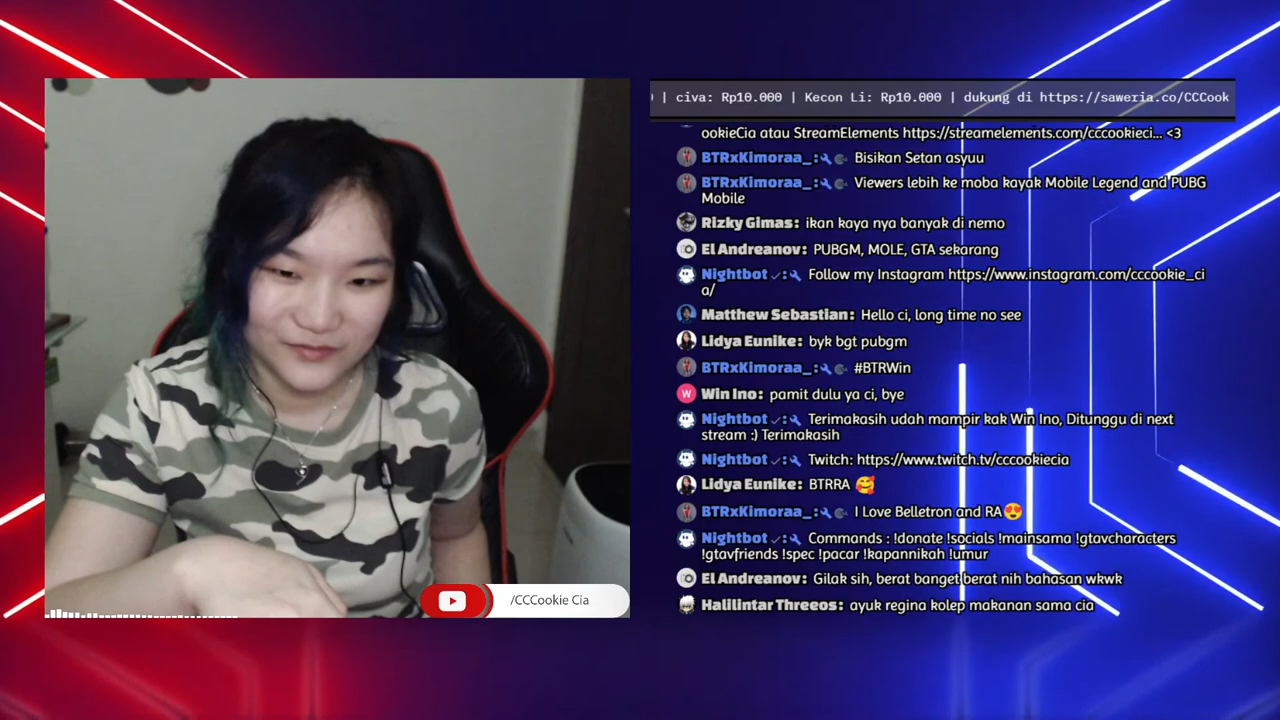 | civa: Rp10.000 | Kecon Li: Rp10.000 | dukung di https://saweria.co/CCCook
ookieCia atau StreamElements https://streamelements.com/cccookieci... <3
BTRxKimoraa_: Bisikan Setan asyuu
BTRxKimoraa_: Viewers lebih ke moba kayak Mobile Legend and PUBG
Mobile
Rizky Gimas: ikan kaya nya banyak di nemo
El Andreanov: PUBGM, MOLE, GTA sekarang
Nightbot ✓: Follow my Instagram https://www.instagram.com/cccookie_ci
a/
Matthew Sebastian: Hello ci, long time no see
Lidya Eunike: byk bgt pubgm
BTRxKimoraa_: #BTRWin
W Win Ino: pamit dulu ya ci, bye
Nightbot ✓: Terimakasih udah mampir kak Win Ino, Ditunggu di next
stream :) Terimakasih
Nightbot ✓: Twitch: https://www.twitch.tv/cccookiecia
Lidya Eunike: BTRRA 🥰
BTRxKimoraa_: I Love Belletron and RA😍
Nightbot ✓: Commands : !donate !socials !mainsama !gtavcharacters
!gtavfriends !spec !pacar !kapannikah !umur
El Andreanov: Gilak sih, berat banget berat nih bahasan wkwk
Halilintar Threeos: ayuk regina kolep makanan sama cia
/CCCookie Cia